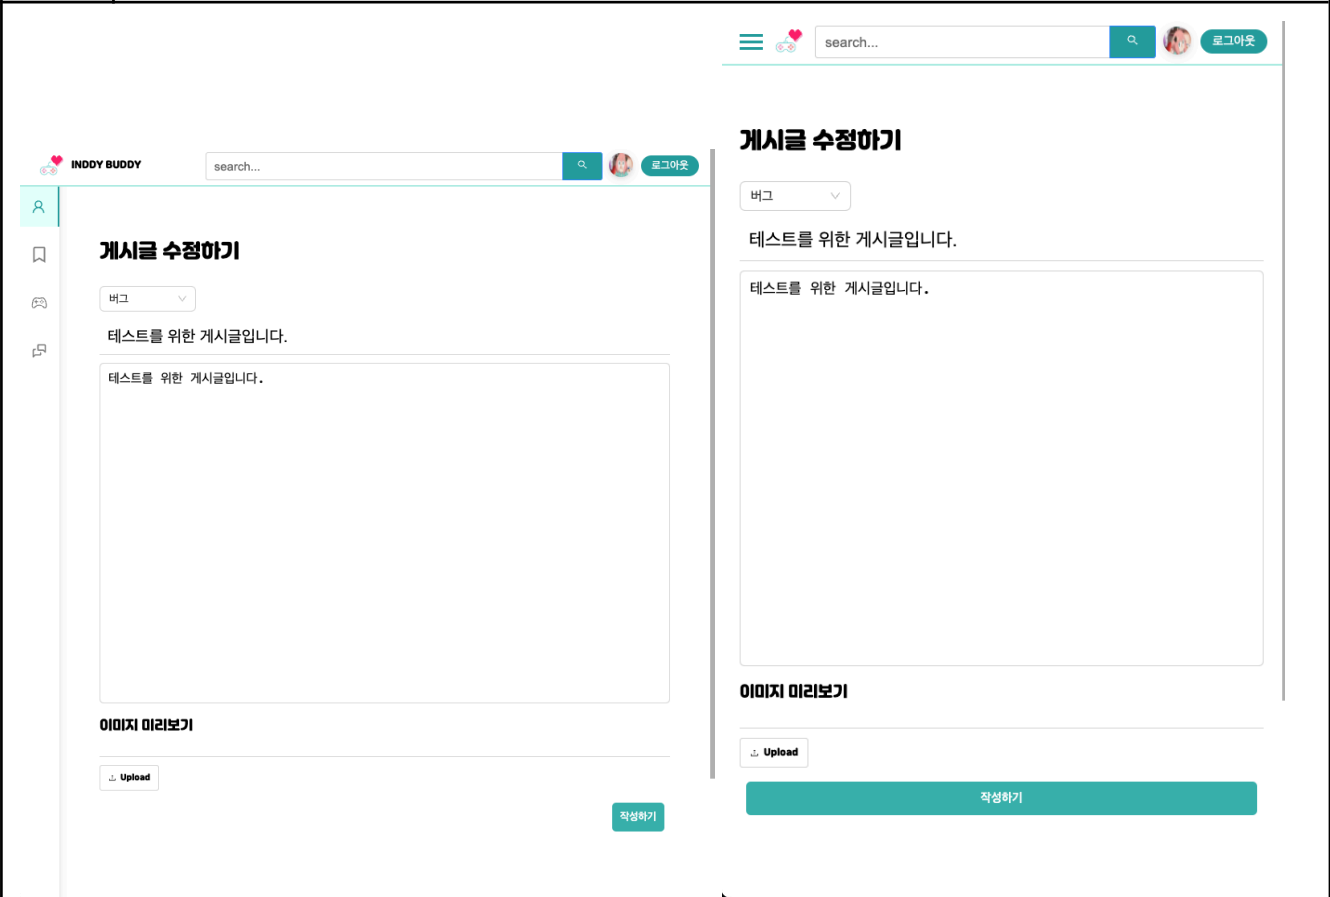 INDDY BUDDY
search...
로그아웃
게시글 수정하기
버그
테스트를 위한 게시글입니다.
테스트를 위한 게시글입니다.
이미지 미리보기
Upload
작성하기
search...
로그아웃
게시글 수정하기
버그
테스트를 위한 게시글입니다.
테스트를 위한 게시글입니다.
이미지 미리보기
Upload
작성하기